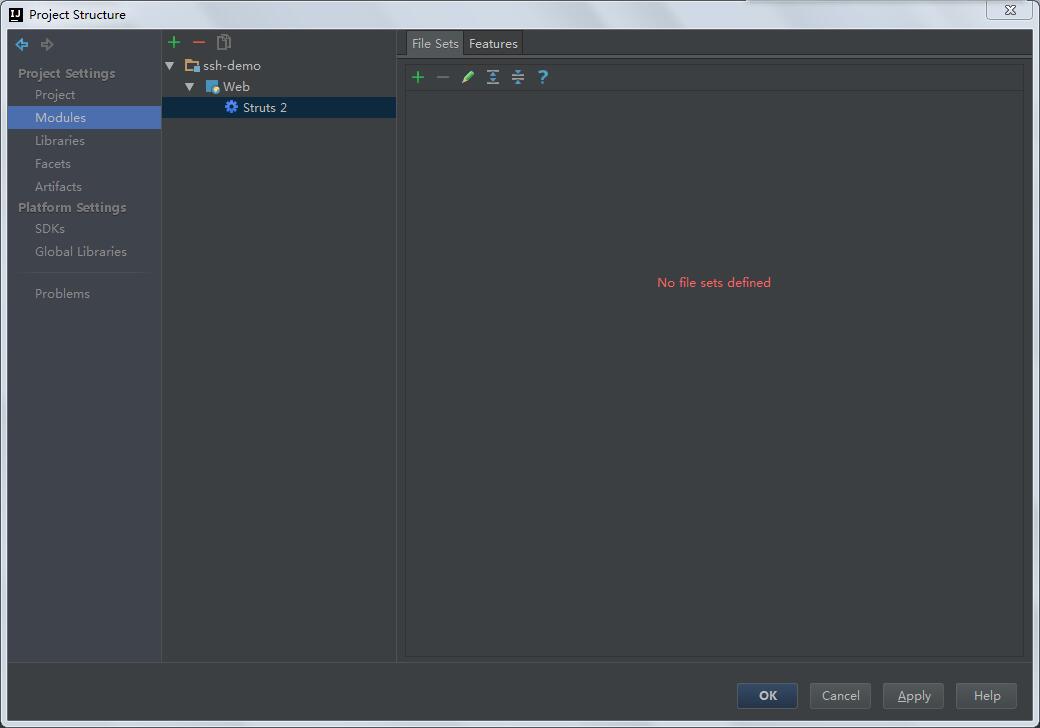 Project Structure
Project Settings
Project
Modules
Libraries
Facets
Artifacts
Platform Settings
SDKs
Global Libraries
Problems
ssh-demo
Web
Struts 2
File Sets
Features
No file sets defined
OK
Cancel
Apply
Help